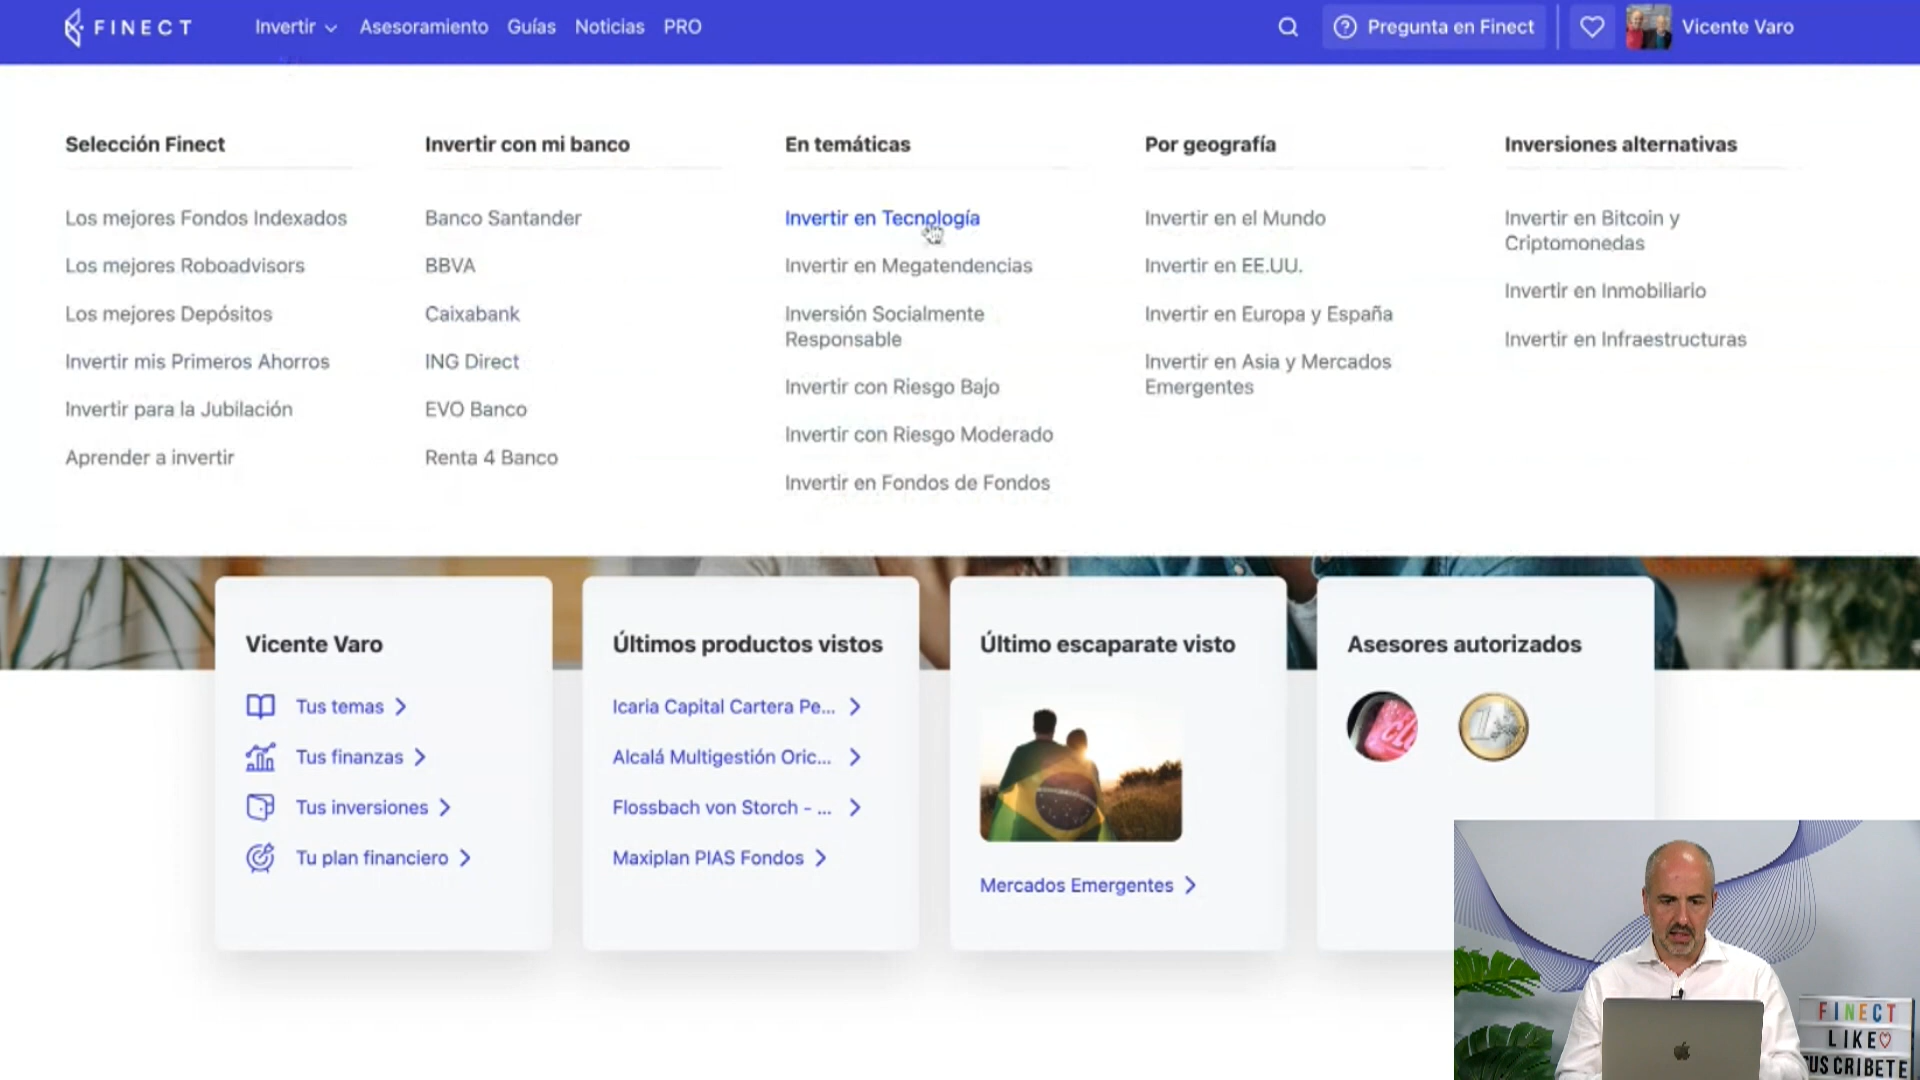 FINECT
Invertir
Asesoramiento
Guías
Noticias
PRO
Pregunta en Finect
Vicente Varo
Selección Finect
Los mejores Fondos Indexados
Los mejores Roboadvisors
Los mejores Depósitos
Invertir mis Primeros Ahorros
Invertir para la Jubilación
Aprender a invertir
Invertir con mi banco
Banco Santander
BBVA
Caixabank
ING Direct
EVO Banco
Renta 4 Banco
En temáticas
Invertir en Tecnología
Invertir en Megatendencias
Inversión Socialmente
Responsable
Invertir con Riesgo Bajo
Invertir con Riesgo Moderado
Invertir en Fondos de Fondos
Por geografía
Invertir en el Mundo
Invertir en EE.UU.
Invertir en Europa y España
Invertir en Asia y Mercados
Emergentes
Inversiones alternativas
Invertir en Bitcoin y
Criptomonedas
Invertir en Inmobiliario
Invertir en Infraestructuras
Vicente Varo
Tus temas
Tus finanzas
Tus inversiones
Tu plan financiero
Últimos productos vistos
Icaria Capital Cartera Pe...
Alcalá Multigestión Oric...
Flossbach von Storch - ...
Maxiplan PIAS Fondos
Último escaparate visto
Mercados Emergentes
Asesores autorizados
FINECT
LIKE♡
SUSCRIBETE